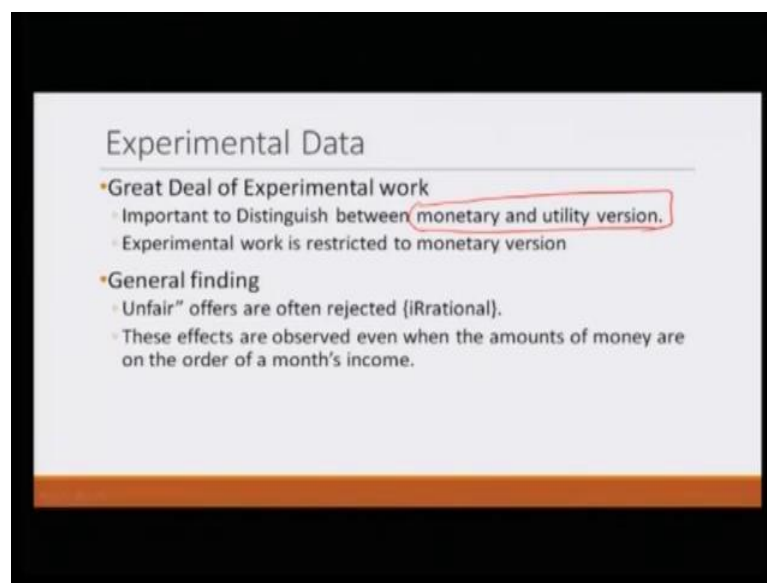 Experimental Data
•Great Deal of Experimental work
Important to Distinguish between monetary and utility version.
Experimental work is restricted to monetary version
•General finding
Unfair” offers are often rejected {iRrational}.
These effects are observed even when the amounts of money are
on the order of a month’s income.